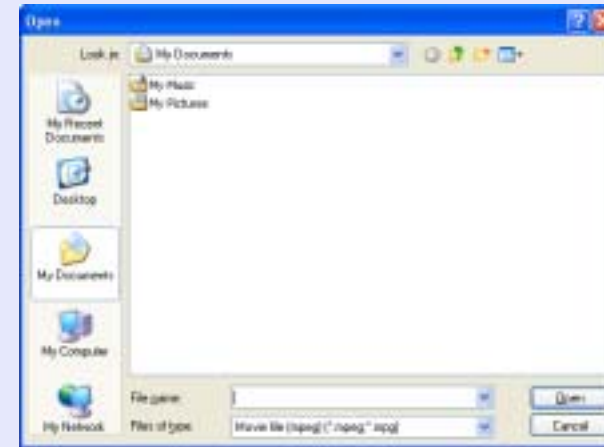 Open
Look in: My Documents
My Music
My Pictures
My Recent
Documents
Desktop
My Documents
My Computer
My Network
File name:
Open
Files of type: Movie file (mpeg) (*.mpeg;*.mpg)
Cancel